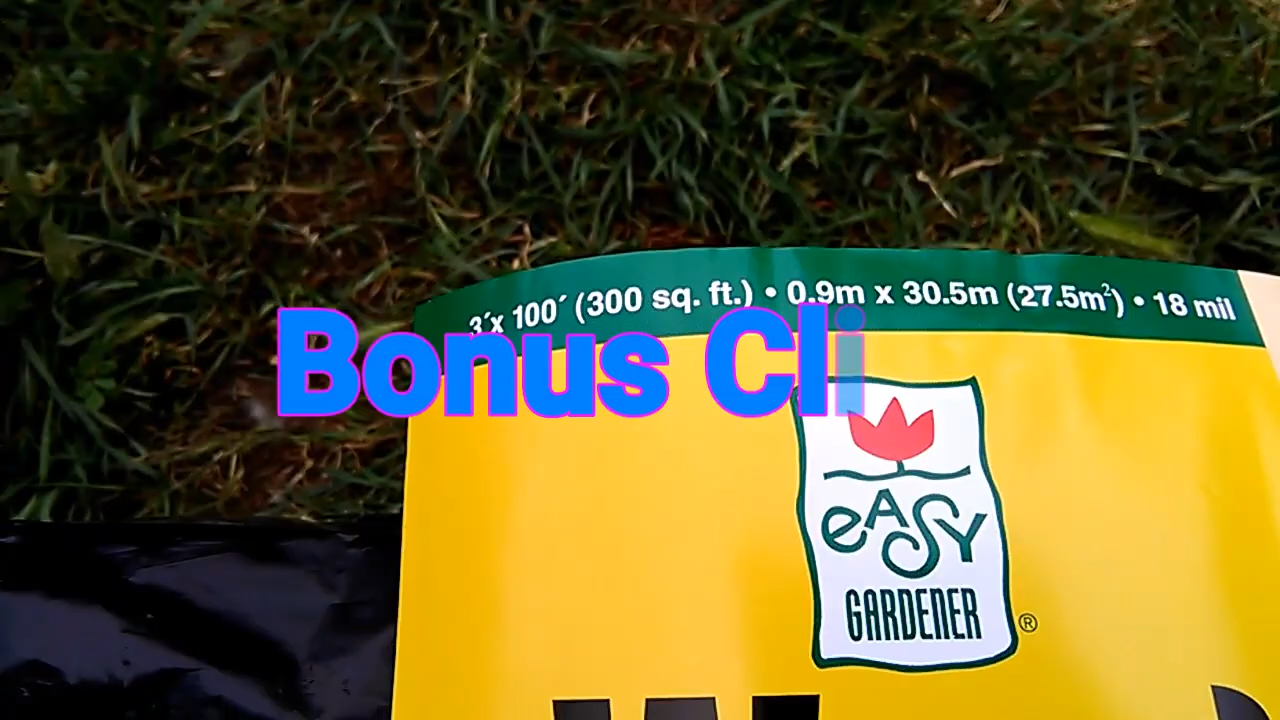 3´x 100´ (300 sq. ft.) • 0.9m x 30.5m (27.5m²) • 18 mil
Bonus Cli
eASY
GARDENER
®